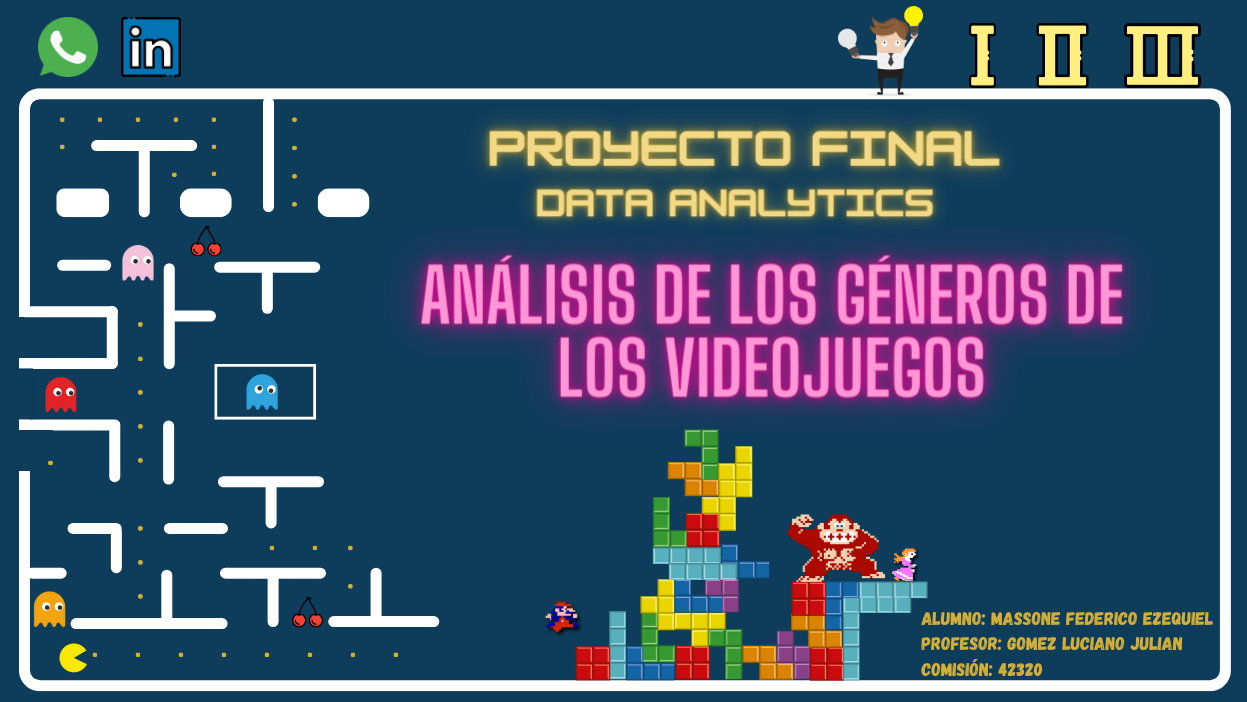 in
I II III
PROYECTO FINAL
DATA ANALYTICS
ANÁLISIS DE LOS GÉNEROS DE
LOS VIDEOJUEGOS
ALUMNO: MASSONE FEDERICO EZEQUIEL
PROFESOR: GOMEZ LUCIANO JULIAN
COMISIÓN: 42320